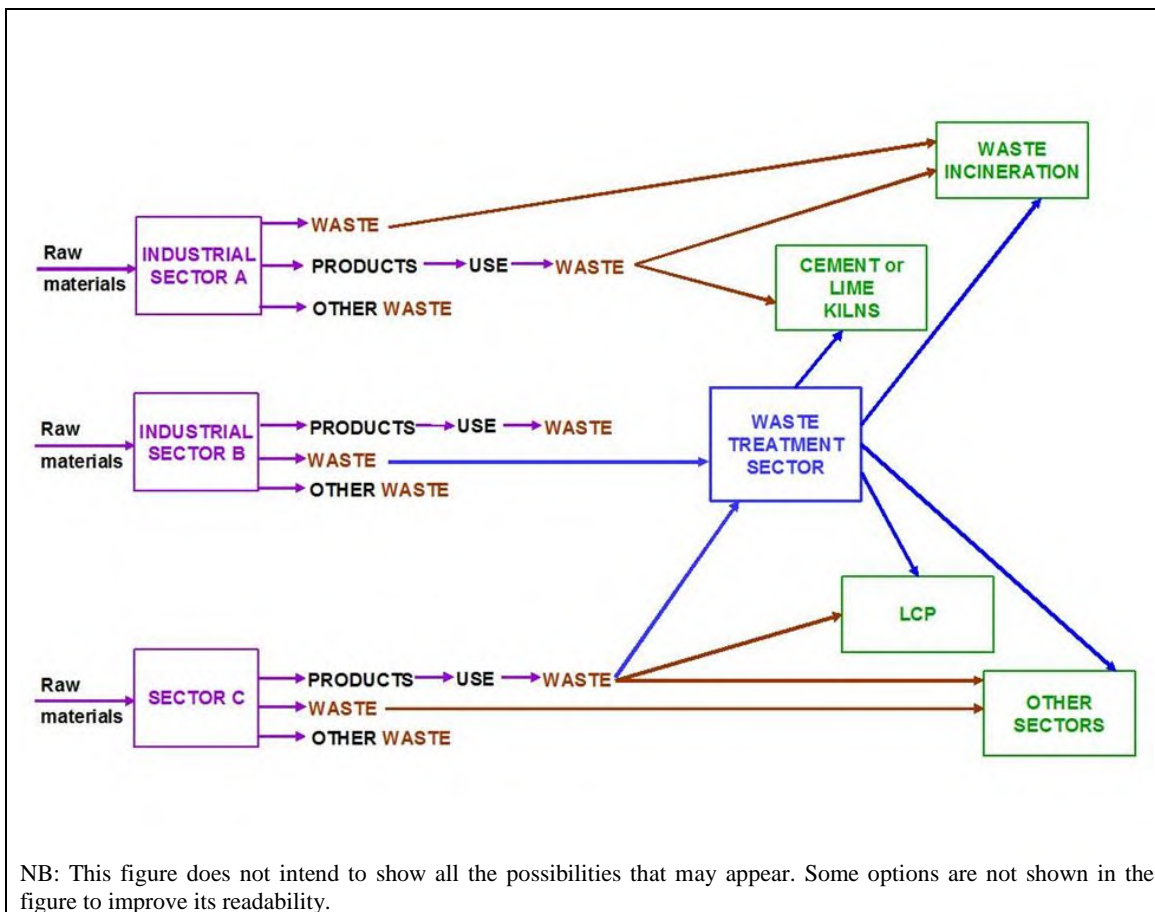 WASTE
INCINERATION
Raw
materials
INDUSTRIAL
SECTOR A
WASTE
PRODUCTS USE WASTE
OTHER WASTE
CEMENT or
LIME
KILNS
Raw
materials
INDUSTRIAL
SECTOR B
PRODUCTS USE WASTE
WASTE
OTHER WASTE
WASTE
TREATMENT
SECTOR
LCP
Raw
materials
SECTOR C
PRODUCTS USE WASTE
WASTE
OTHER WASTE
OTHER
SECTORS
NB: This figure does not intend to show all the possibilities that may appear. Some options are not shown in the
figure to improve its readability.